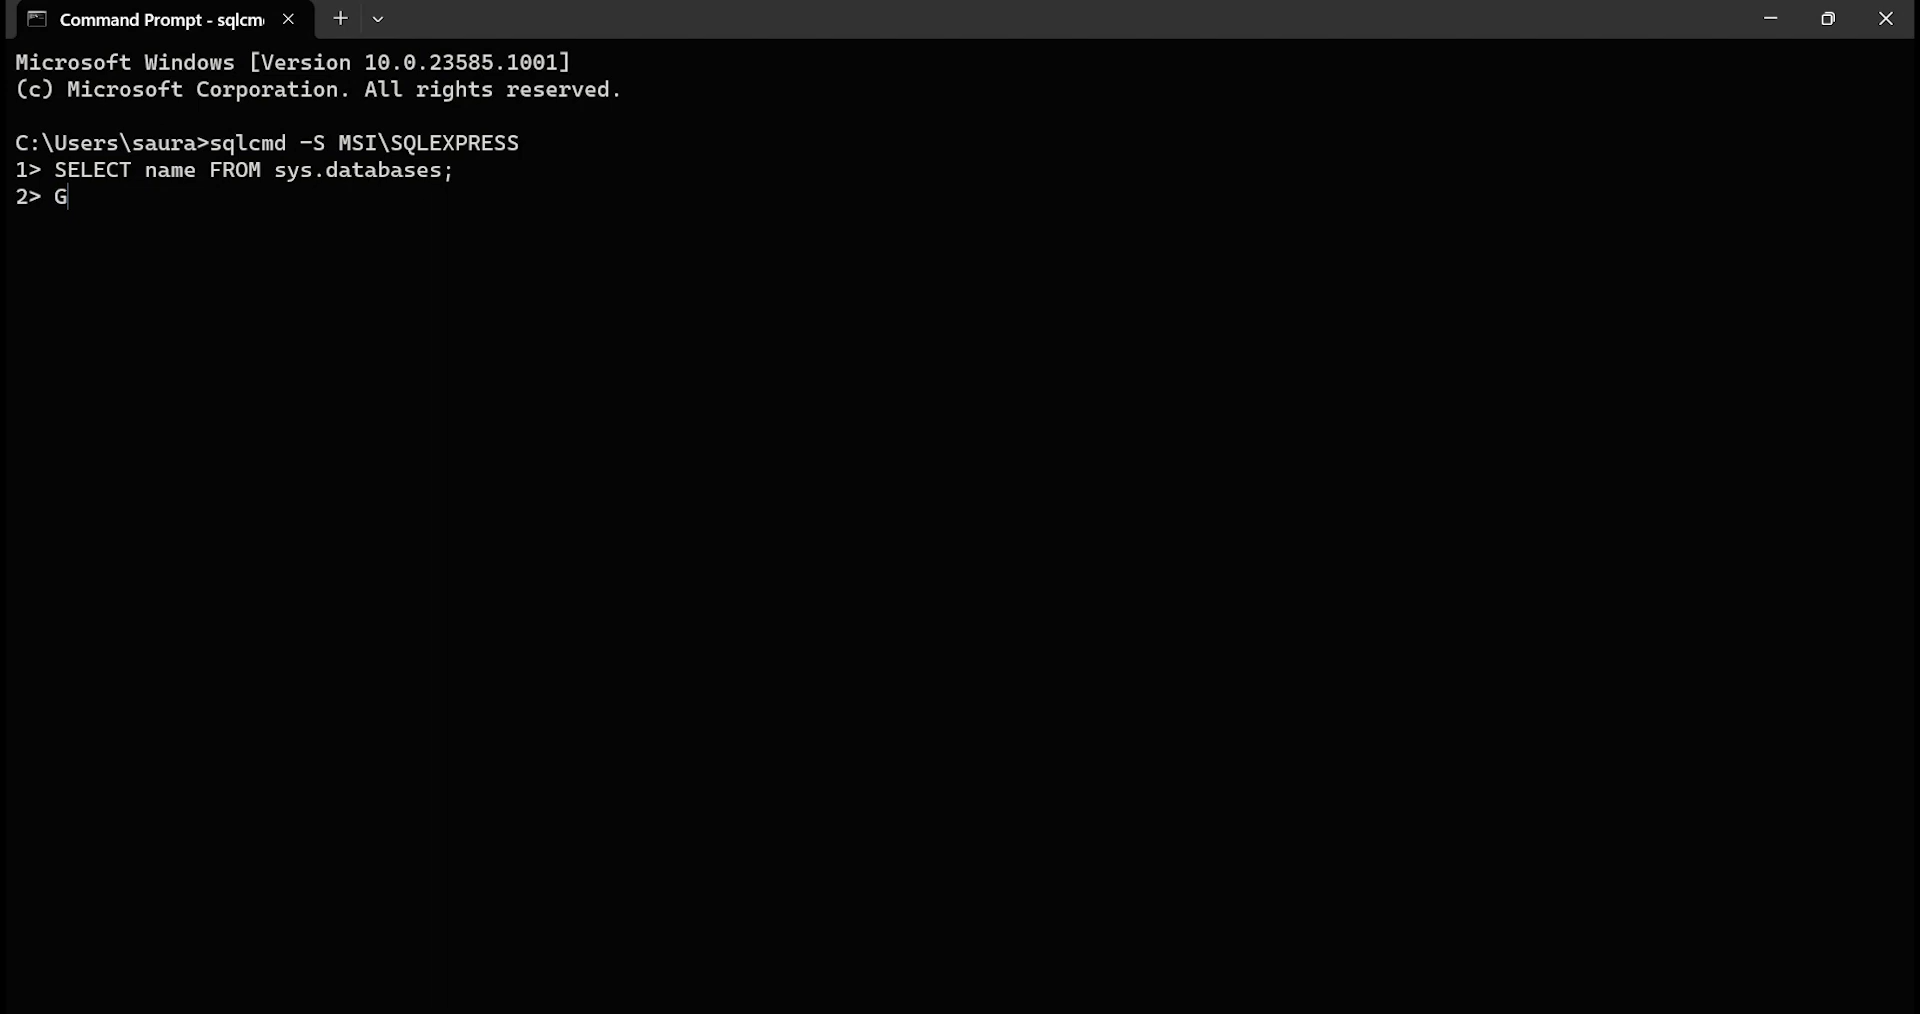 Command Prompt - sqlcm
Microsoft Windows [Version 10.0.23585.1001]
(c) Microsoft Corporation. All rights reserved.
C:\Users\saura>sqlcmd -S MSI\SQLEXPRESS
1> SELECT name FROM sys.databases;
2> G